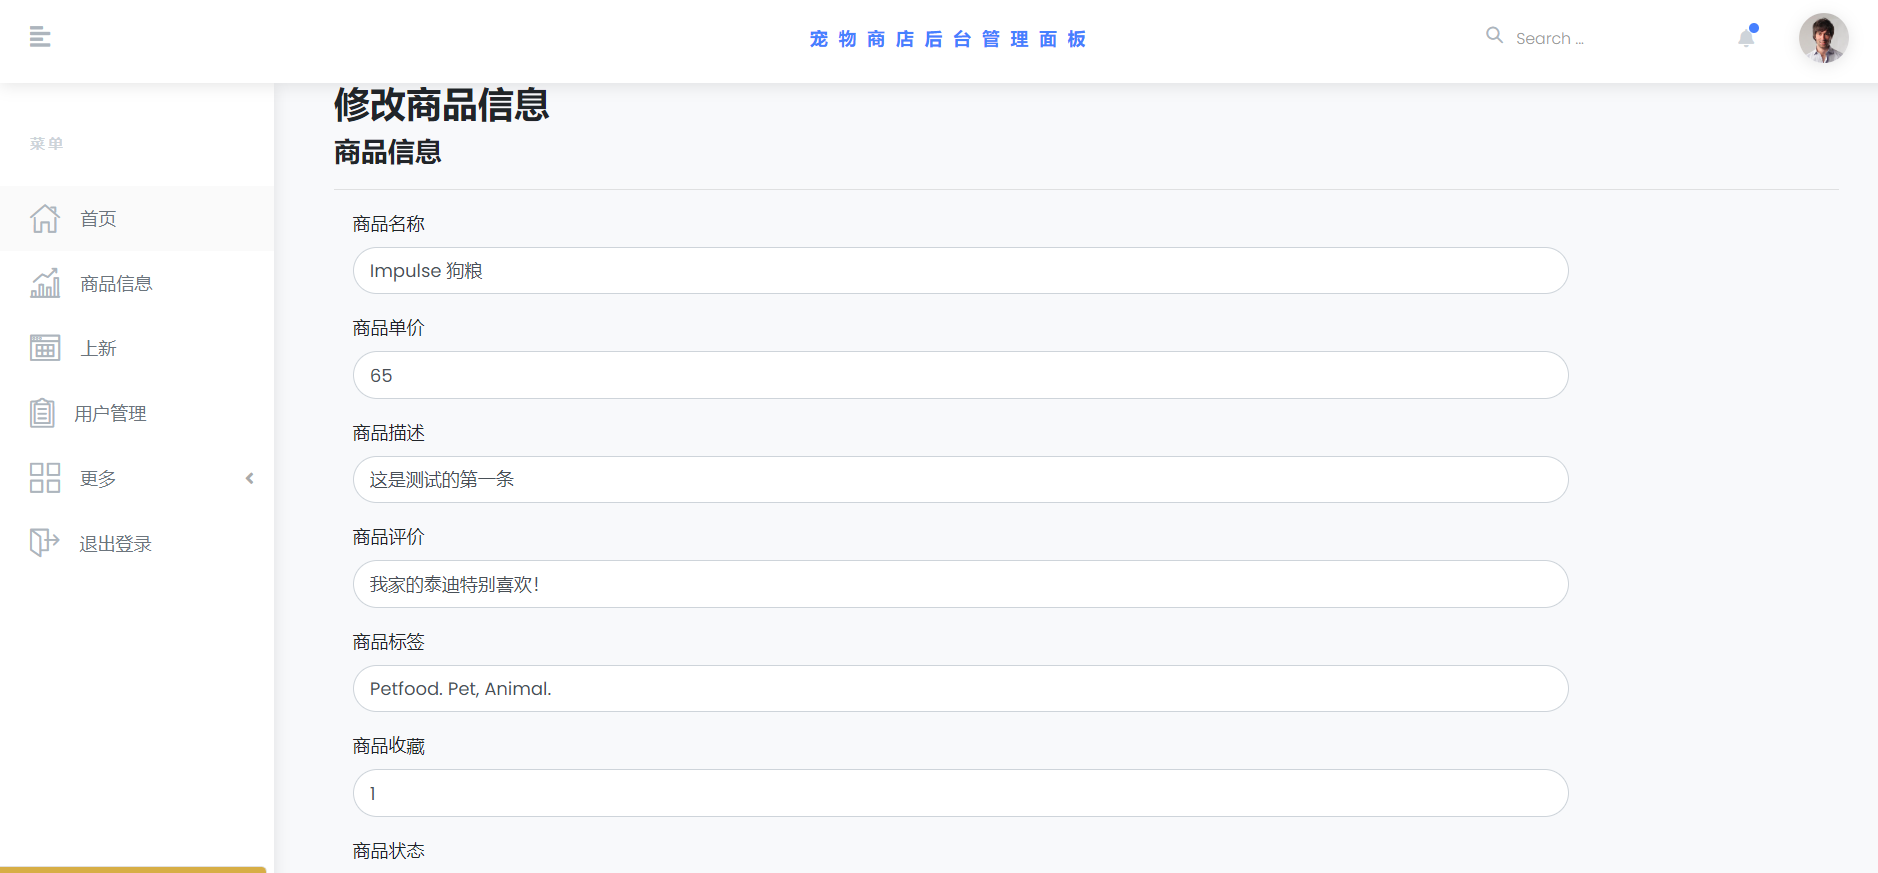 宠物商店后台管理面板
Search ...
菜单
首页
商品信息
上新
用户管理
更多
退出登录
修改商品信息
商品信息
商品名称
Impulse 狗粮
商品单价
65
商品描述
这是测试的第一条
商品评价
我家的泰迪特别喜欢！
商品标签
Petfood. Pet, Animal.
商品收藏
1
商品状态